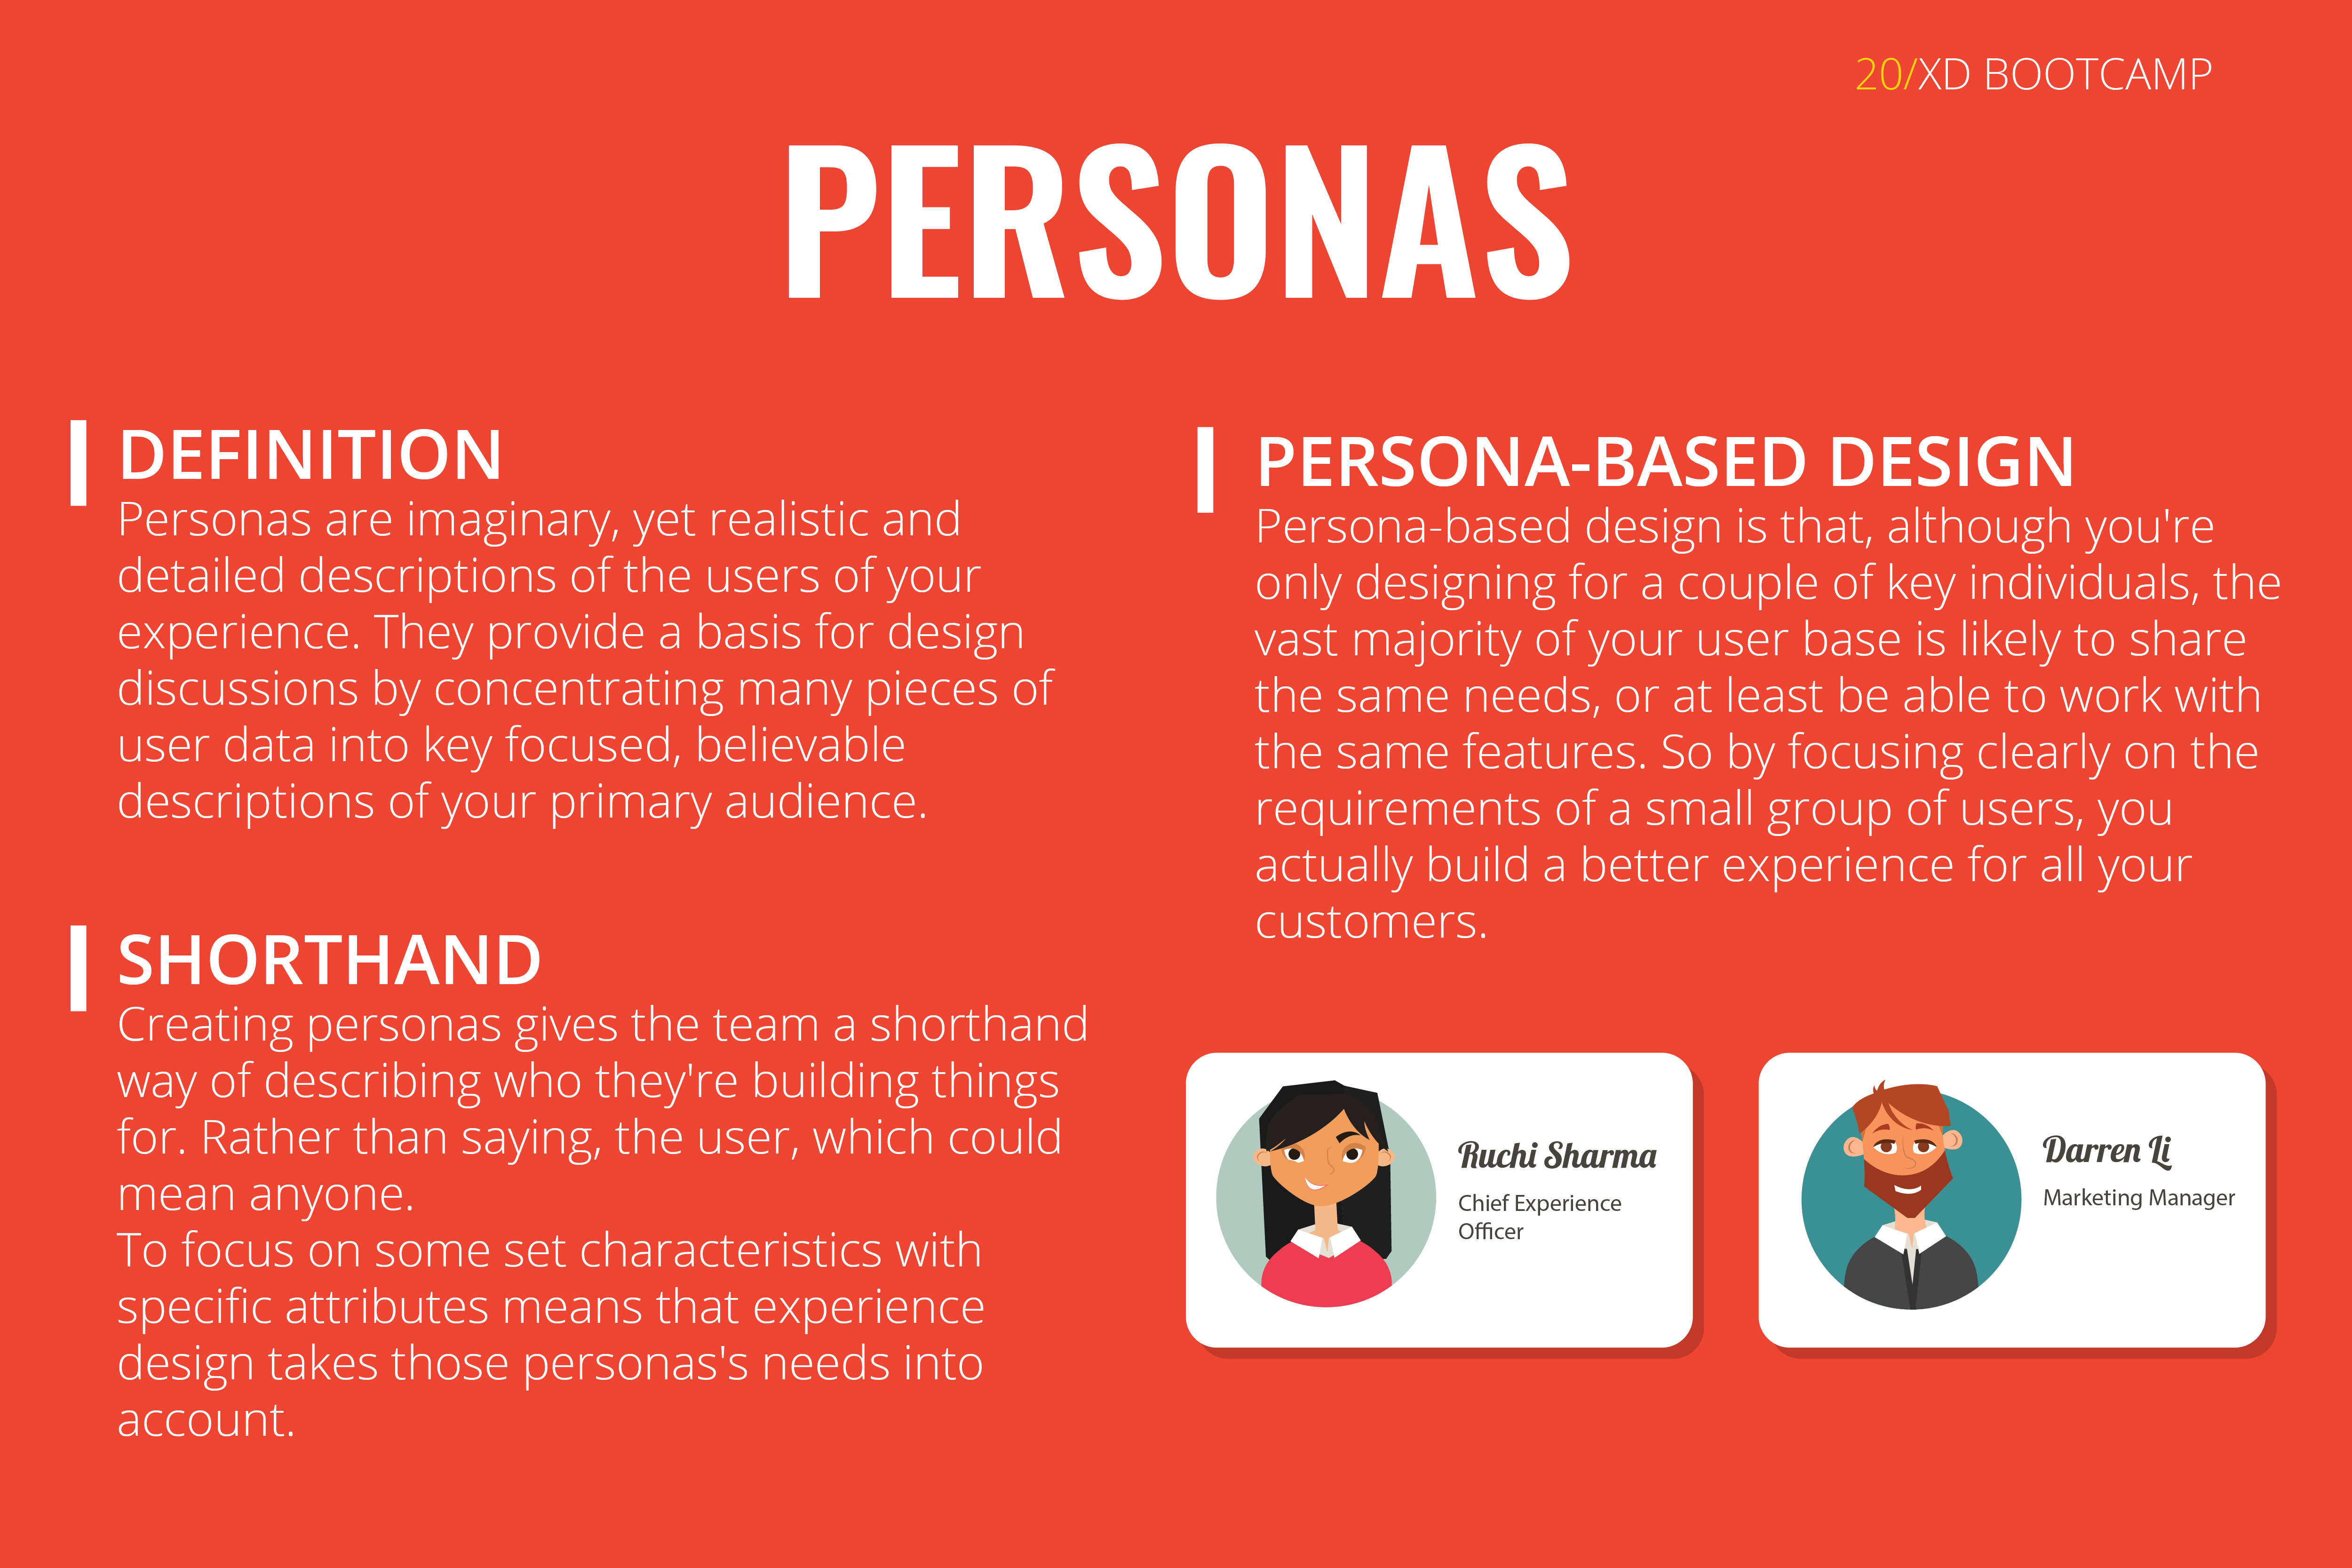 20/XD BOOTCAMP
PERSONAS
DEFINITION
Personas are imaginary, yet realistic and
detailed descriptions of the users of your
experience. They provide a basis for design
discussions by concentrating many pieces of
user data into key focused, believable
descriptions of your primary audience.
SHORTHAND
Creating personas gives the team a shorthand
way of describing who they're building things
for. Rather than saying, the user, which could
mean anyone.
To focus on some set characteristics with
specific attributes means that experience
design takes those personas's needs into
account.
PERSONA-BASED DESIGN
Persona-based design is that, although you're
only designing for a couple of key individuals, the
vast majority of your user base is likely to share
the same needs, or at least be able to work with
the same features. So by focusing clearly on the
requirements of a small group of users, you
actually build a better experience for all your
customers.
Ruchi Sharma
Chief Experience
Officer
Darren Li
Marketing Manager